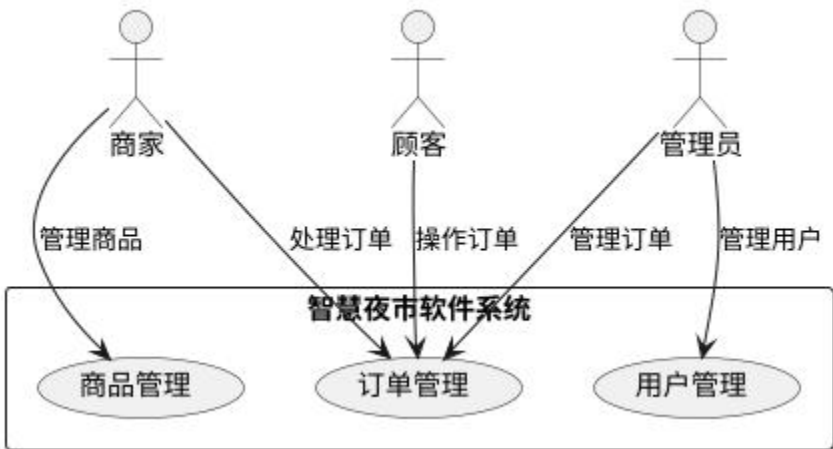 商家
顾客
管理员
管理商品
处理订单
操作订单
管理订单
管理用户
智慧夜市软件系统
商品管理
订单管理
用户管理